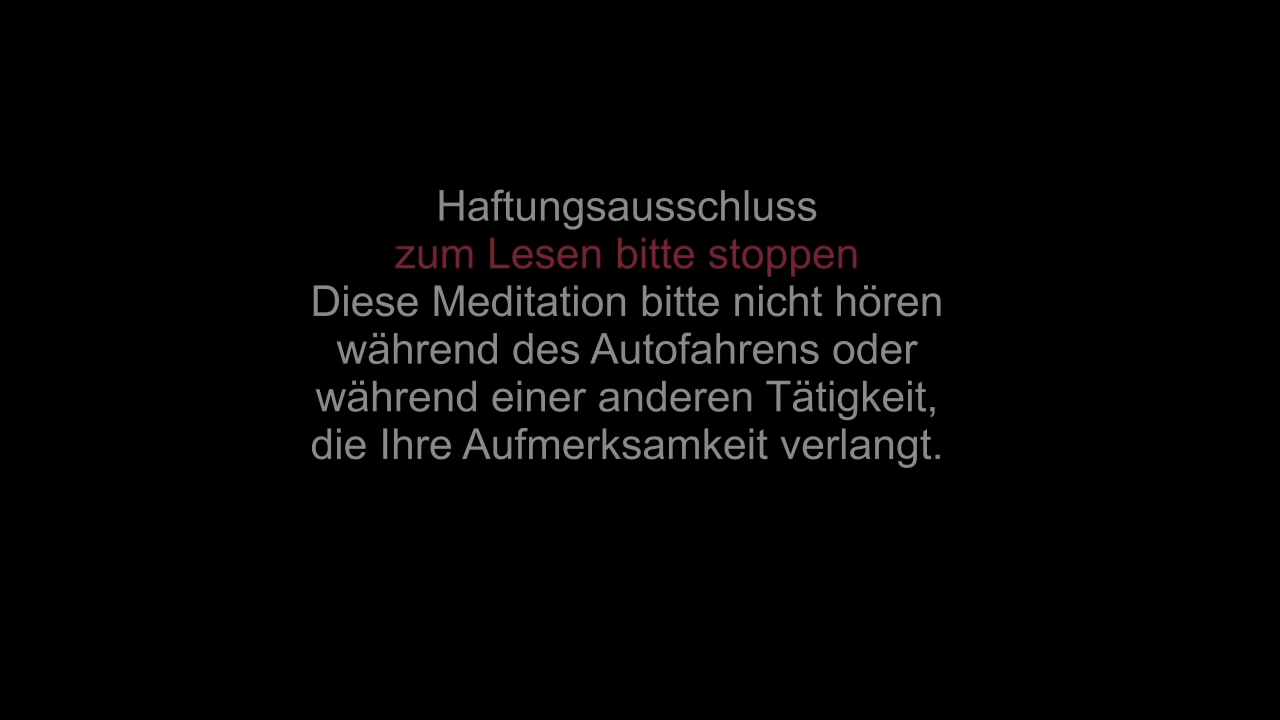 Haftungsausschluss
zum Lesen bitte stoppen
Diese Meditation bitte nicht hören
während des Autofahrens oder
während einer anderen Tätigkeit,
die Ihre Aufmerksamkeit verlangt.